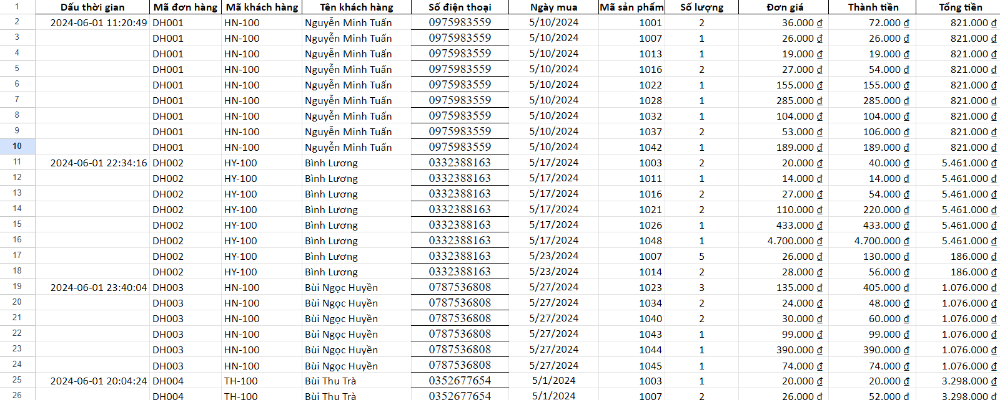 1 Dấu thời gian Mã đơn hàng Mã khách hàng Tên khách hàng Số điện thoại Ngày mua Mã sản phẩm Số lượng Đơn giá Thành tiền Tổng tiền
2 2024-06-01 11:20:49 DH001 HN-100 Nguyễn Minh Tuấn 0975983559 5/10/2024 1001 2 36.000 ₫ 72.000 ₫ 821.000 ₫
3 DH001 HN-100 Nguyễn Minh Tuấn 0975983559 5/10/2024 1007 1 26.000 ₫ 26.000 ₫ 821.000 ₫
4 DH001 HN-100 Nguyễn Minh Tuấn 0975983559 5/10/2024 1013 1 19.000 ₫ 19.000 ₫ 821.000 ₫
5 DH001 HN-100 Nguyễn Minh Tuấn 0975983559 5/10/2024 1016 2 27.000 ₫ 54.000 ₫ 821.000 ₫
6 DH001 HN-100 Nguyễn Minh Tuấn 0975983559 5/10/2024 1022 1 155.000 ₫ 155.000 ₫ 821.000 ₫
7 DH001 HN-100 Nguyễn Minh Tuấn 0975983559 5/10/2024 1028 1 285.000 ₫ 285.000 ₫ 821.000 ₫
8 DH001 HN-100 Nguyễn Minh Tuấn 0975983559 5/10/2024 1032 1 104.000 ₫ 104.000 ₫ 821.000 ₫
9 DH001 HN-100 Nguyễn Minh Tuấn 0975983559 5/10/2024 1037 2 53.000 ₫ 106.000 ₫ 821.000 ₫
10 DH001 HN-100 Nguyễn Minh Tuấn 0975983559 5/10/2024 1042 1 189.000 ₫ 189.000 ₫ 821.000 ₫
11 2024-06-01 22:34:16 DH002 HY-100 Bình Lương 0332388163 5/17/2024 1003 2 20.000 ₫ 40.000 ₫ 5.461.000 ₫
12 DH002 HY-100 Bình Lương 0332388163 5/17/2024 1011 1 14.000 ₫ 14.000 ₫ 5.461.000 ₫
13 DH002 HY-100 Bình Lương 0332388163 5/17/2024 1016 2 27.000 ₫ 54.000 ₫ 5.461.000 ₫
14 DH002 HY-100 Bình Lương 0332388163 5/17/2024 1021 2 110.000 ₫ 220.000 ₫ 5.461.000 ₫
15 DH002 HY-100 Bình Lương 0332388163 5/17/2024 1026 1 433.000 ₫ 433.000 ₫ 5.461.000 ₫
16 DH002 HY-100 Bình Lương 0332388163 5/17/2024 1048 1 4.700.000 ₫ 4.700.000 ₫ 5.461.000 ₫
17 DH002 HY-100 Bình Lương 0332388163 5/23/2024 1007 5 26.000 ₫ 130.000 ₫ 186.000 ₫
18 DH002 HY-100 Bình Lương 0332388163 5/23/2024 1014 2 28.000 ₫ 56.000 ₫ 186.000 ₫
19 2024-06-01 23:40:04 DH003 HN-100 Bùi Ngọc Huyền 0787536808 5/27/2024 1023 3 135.000 ₫ 405.000 ₫ 1.076.000 ₫
20 DH003 HN-100 Bùi Ngọc Huyền 0787536808 5/27/2024 1034 2 24.000 ₫ 48.000 ₫ 1.076.000 ₫
21 DH003 HN-100 Bùi Ngọc Huyền 0787536808 5/27/2024 1040 2 30.000 ₫ 60.000 ₫ 1.076.000 ₫
22 DH003 HN-100 Bùi Ngọc Huyền 0787536808 5/27/2024 1043 1 99.000 ₫ 99.000 ₫ 1.076.000 ₫
23 DH003 HN-100 Bùi Ngọc Huyền 0787536808 5/27/2024 1044 1 390.000 ₫ 390.000 ₫ 1.076.000 ₫
24 DH003 HN-100 Bùi Ngọc Huyền 0787536808 5/27/2024 1045 1 74.000 ₫ 74.000 ₫ 1.076.000 ₫
25 2024-06-01 20:04:24 DH004 TH-100 Bùi Thu Trà 0352677654 5/1/2024 1003 1 20.000 ₫ 20.000 ₫ 3.298.000 ₫
26 DH004 TH-100 Bùi Thu Trà 0352677654 5/1/2024 1007 2 26.000 ₫ 52.000 ₫ 3.298.000 ₫